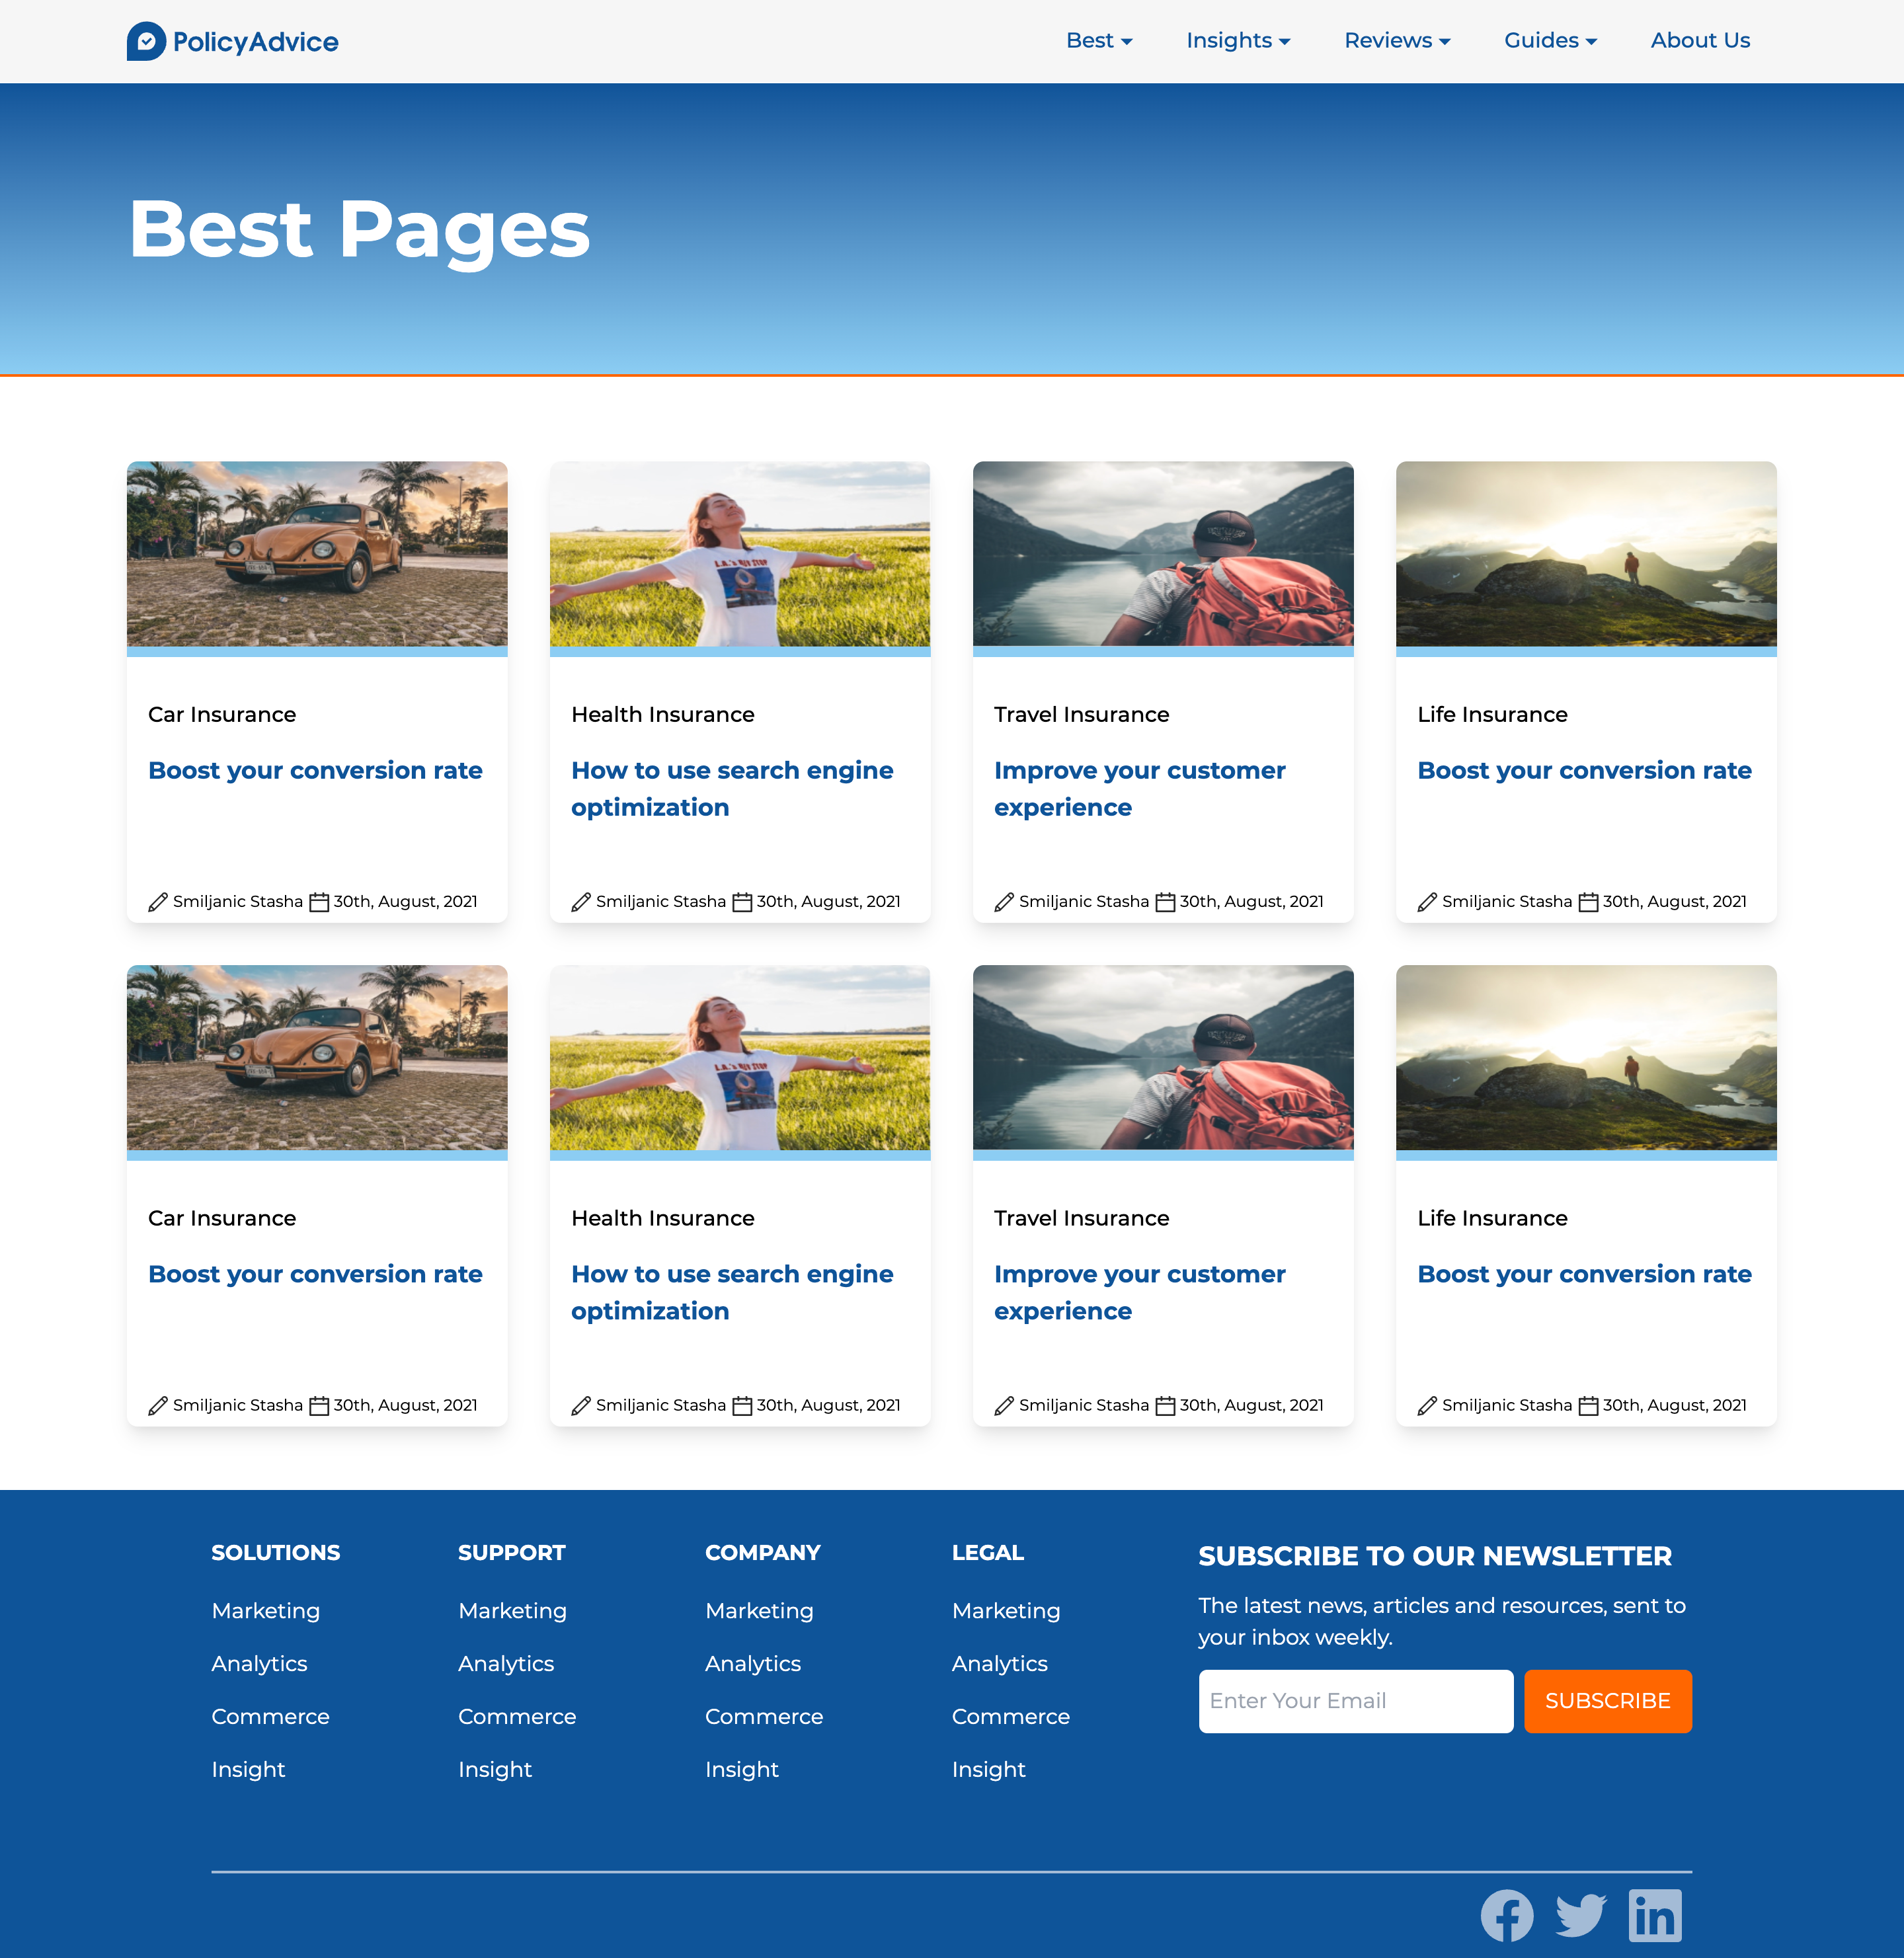 PolicyAdvice
Best
Insights
Reviews
Guides
About Us
Best Pages
Car Insurance
Boost your conversion rate
Smiljanic Stasha 30th, August, 2021
Health Insurance
How to use search engine
optimization
Smiljanic Stasha 30th, August, 2021
Travel Insurance
Improve your customer
experience
Smiljanic Stasha 30th, August, 2021
Life Insurance
Boost your conversion rate
Smiljanic Stasha 30th, August, 2021
Car Insurance
Boost your conversion rate
Smiljanic Stasha 30th, August, 2021
Health Insurance
How to use search engine
optimization
Smiljanic Stasha 30th, August, 2021
Travel Insurance
Improve your customer
experience
Smiljanic Stasha 30th, August, 2021
Life Insurance
Boost your conversion rate
Smiljanic Stasha 30th, August, 2021
SOLUTIONS
Marketing
Analytics
Commerce
Insight
SUPPORT
Marketing
Analytics
Commerce
Insight
COMPANY
Marketing
Analytics
Commerce
Insight
LEGAL
Marketing
Analytics
Commerce
Insight
SUBSCRIBE TO OUR NEWSLETTER
The latest news, articles and resources, sent to
your inbox weekly.
Enter Your Email
SUBSCRIBE